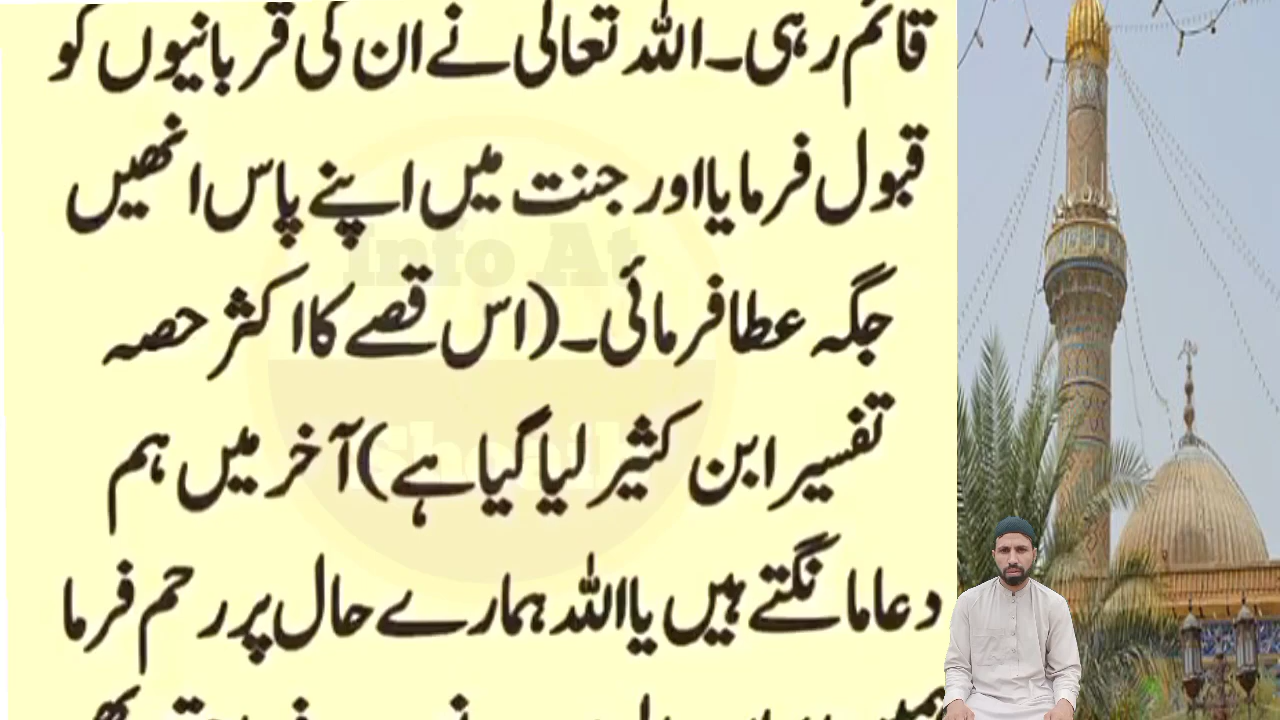 قائم رہی۔ اللہ تعالی نے ان کی قربانیوں کو
قبول فرمایا اور جنت میں اپنے پاس انھیں
جگہ عطا فرمائی۔ (اس قصے کا اکثر حصہ
تفسیر ابن کثیر لیا گیا ہے) آخر میں ہم
دعا مانگتے ہیں یا اللہ ہمارے حال پر رحم فرما
Info At